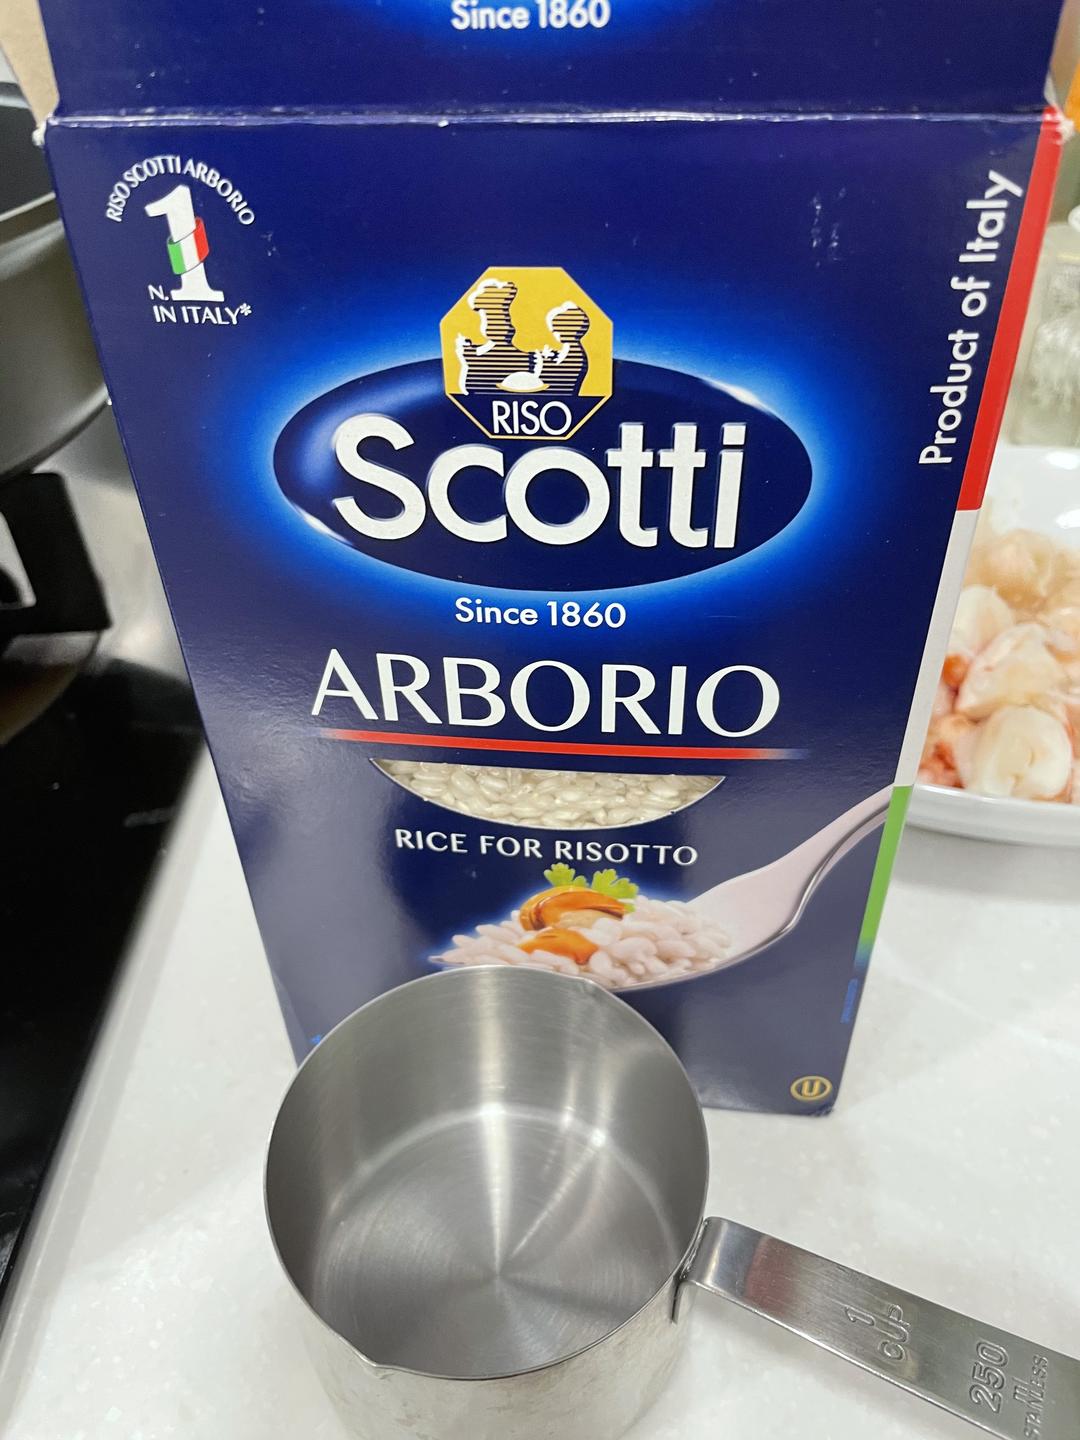 Since 1860
RISO SCOTTI ARBORIO
N. 1
IN ITALY*
Product of Italy
RISO
Scotti
Since 1860
ARBORIO
RICE FOR RISOTTO
U
1
CUP
250
ml
STAINLESS